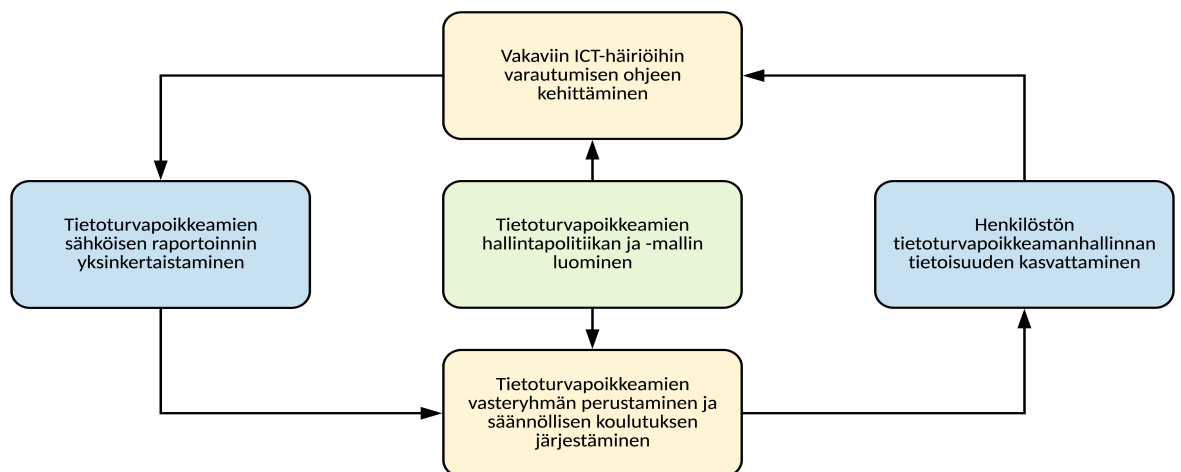 Vakaviin ICT-häiriöihin
varautumisen ohjeen
kehittäminen
Tietoturvapoikkeamien
sähköisen raportoinnin
yksinkertaistaminen
Tietoturvapoikkeamien
hallintapolitiikan ja -mallin
luominen
Henkilöstön
tietoturvapoikkeamanhallinnan
tietoisuuden kasvattaminen
Tietoturvapoikkeamien
vasteryhmän perustaminen ja
säännöllisen koulutuksen
järjestäminen